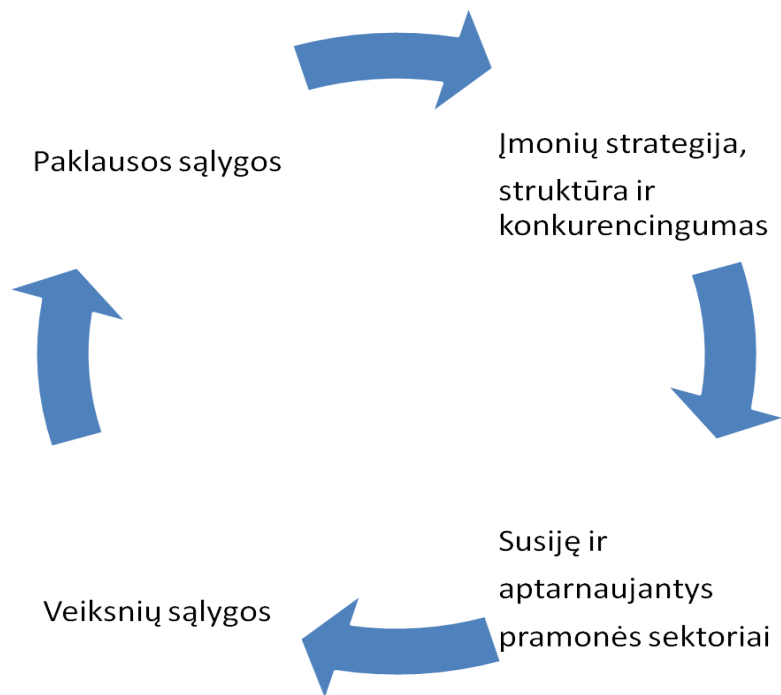 Paklausos sąlygos
Įmonių strategija,
struktūra ir
konkurencingumas
Susiję ir
aptarnaujantys
pramonės sektoriai
Veiksnių sąlygos